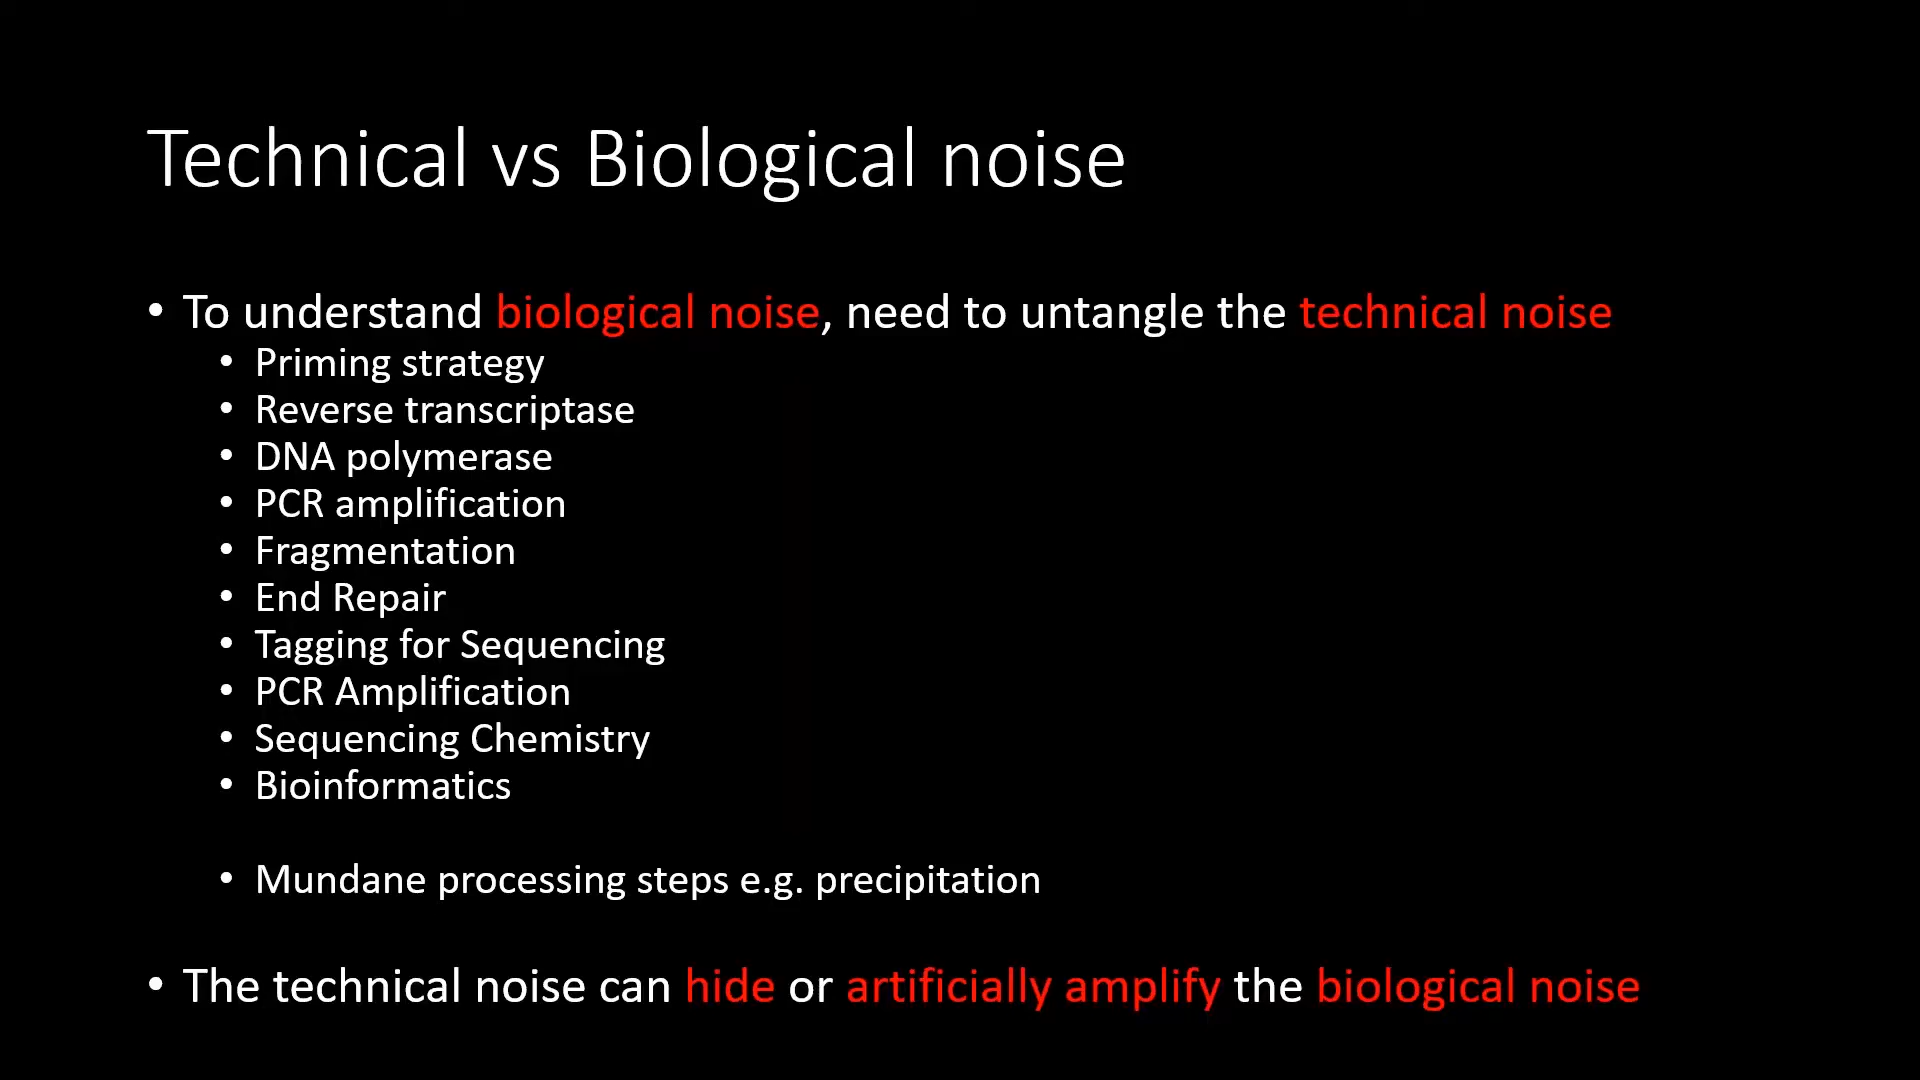 Technical vs Biological noise
• To understand biological noise, need to untangle the technical noise
• Priming strategy
• Reverse transcriptase
• DNA polymerase
• PCR amplification
• Fragmentation
• End Repair
• Tagging for Sequencing
• PCR Amplification
• Sequencing Chemistry
• Bioinformatics
• Mundane processing steps e.g. precipitation
• The technical noise can hide or artificially amplify the biological noise